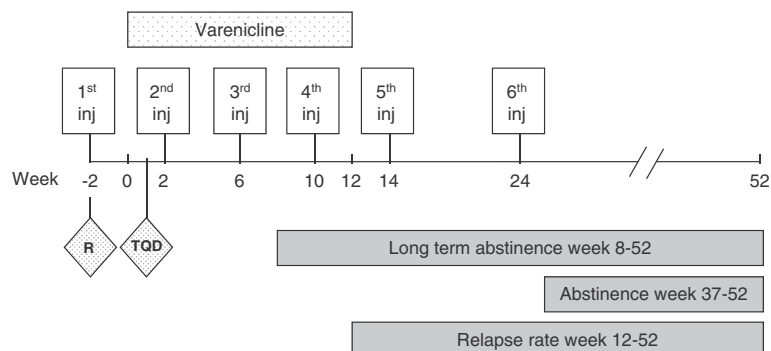 Varenicline
1st inj
2nd inj
3rd inj
4th inj
5th inj
6th inj
Week -2 0 2 6 10 12 14 24 52
R
TQD
Long term abstinence week 8-52
Abstinence week 37-52
Relapse rate week 12-52